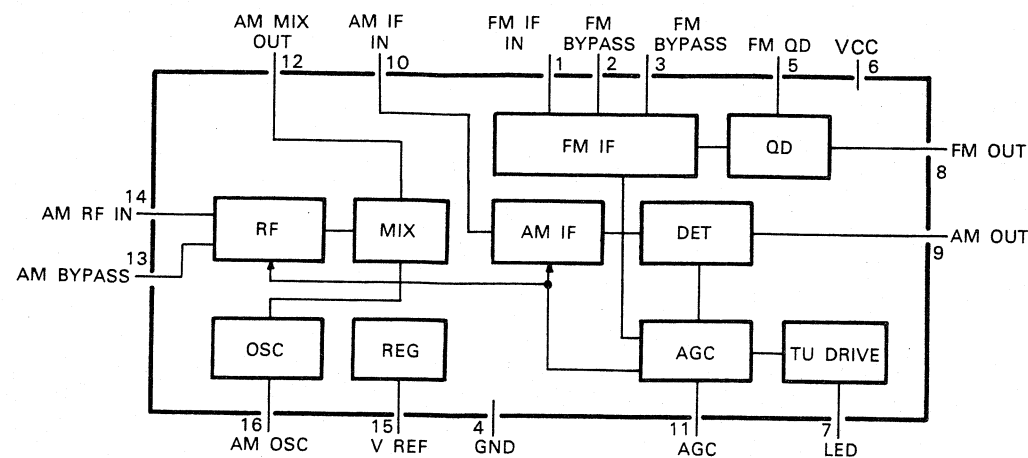 AM MIX
OUT
12
AM IF
IN
10
FM IF
IN
1
FM
BYPASS
2
FM
BYPASS
3
FM QD
5
VCC
6
FM IF
QD
FM OUT
8
14
AM RF IN
RF
MIX
AM IF
DET
AM OUT
9
13
AM BYPASS
OSC
REG
AGC
TU DRIVE
16
AM OSC
15
V REF
4
GND
11
AGC
7
LED